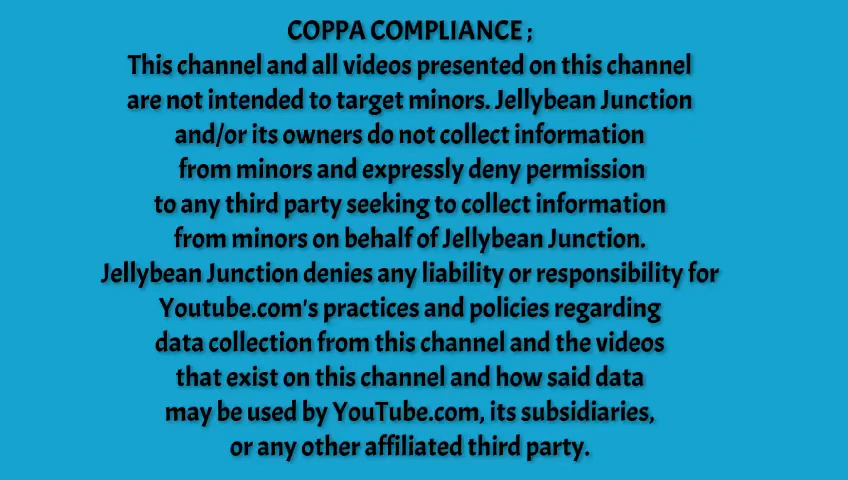 COPPA COMPLIANCE ;
This channel and all videos presented on this channel
are not intended to target minors. Jellybean Junction
and/or its owners do not collect information
from minors and expressly deny permission
to any third party seeking to collect information
from minors on behalf of Jellybean Junction.
Jellybean Junction denies any liability or responsibility for
Youtube.com's practices and policies regarding
data collection from this channel and the videos
that exist on this channel and how said data
may be used by YouTube.com, its subsidiaries,
or any other affiliated third party.